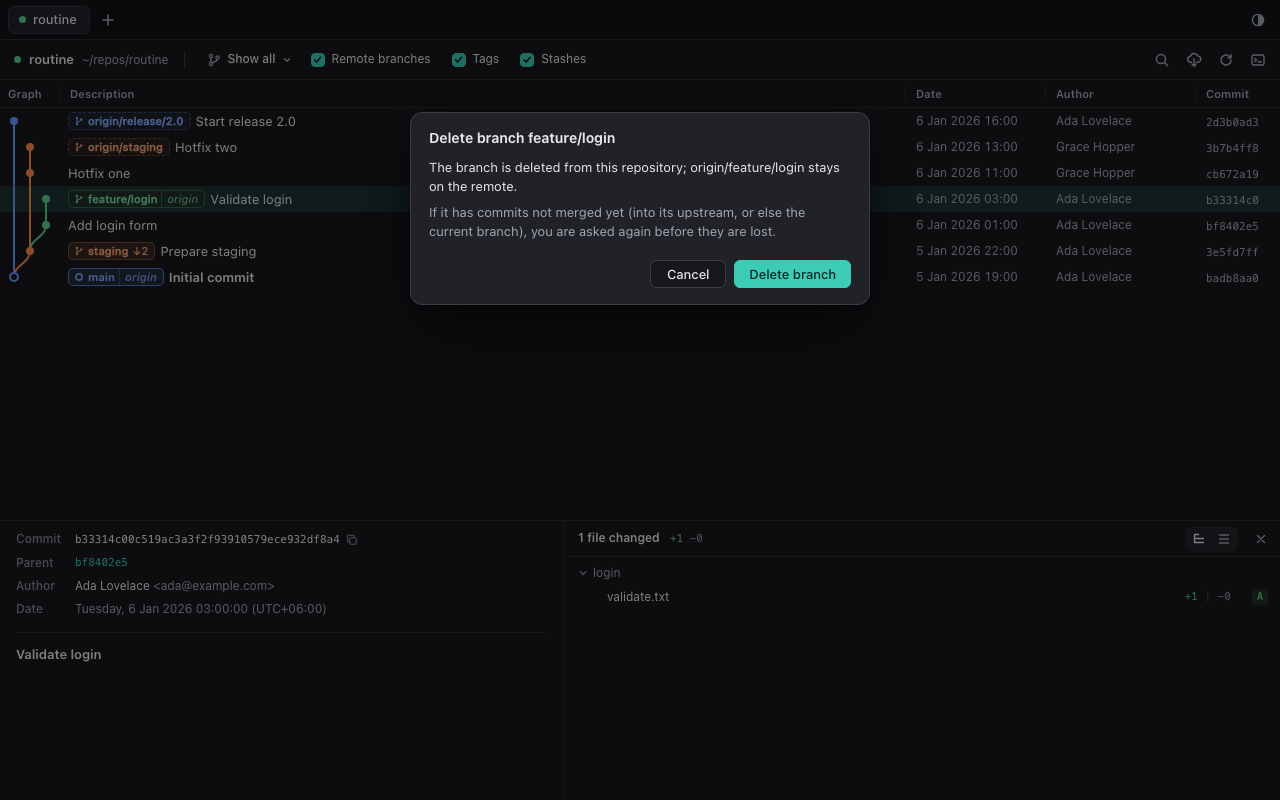 routine
routine ~/repos/routine Show all Remote branches Tags Stashes
Graph Description Date Author Commit
origin/release/2.0 Start release 2.0 6 Jan 2026 16:00 Ada Lovelace 2d3b0ad3
origin/staging Hotfix two 6 Jan 2026 13:00 Grace Hopper 3b7b4ff8
Hotfix one 6 Jan 2026 11:00 Grace Hopper cb672a19
feature/login origin Validate login 6 Jan 2026 03:00 Ada Lovelace b33314c0
Add login form 6 Jan 2026 01:00 Ada Lovelace bf8402e5
staging ↓2 Prepare staging 5 Jan 2026 22:00 Ada Lovelace 3e5fd7ff
main origin Initial commit 5 Jan 2026 19:00 Ada Lovelace badb8aa0
Delete branch feature/login
The branch is deleted from this repository; origin/feature/login stays
on the remote.
If it has commits not merged yet (into its upstream, or else the
current branch), you are asked again before they are lost.
Cancel Delete branch
Commit b33314c00c519ac3a3f2f93910579ece932df8a4
Parent bf8402e5
Author Ada Lovelace <ada@example.com>
Date Tuesday, 6 Jan 2026 03:00:00 (UTC+06:00)
Validate login
1 file changed +1 −0
login
validate.txt +1 | −0 A